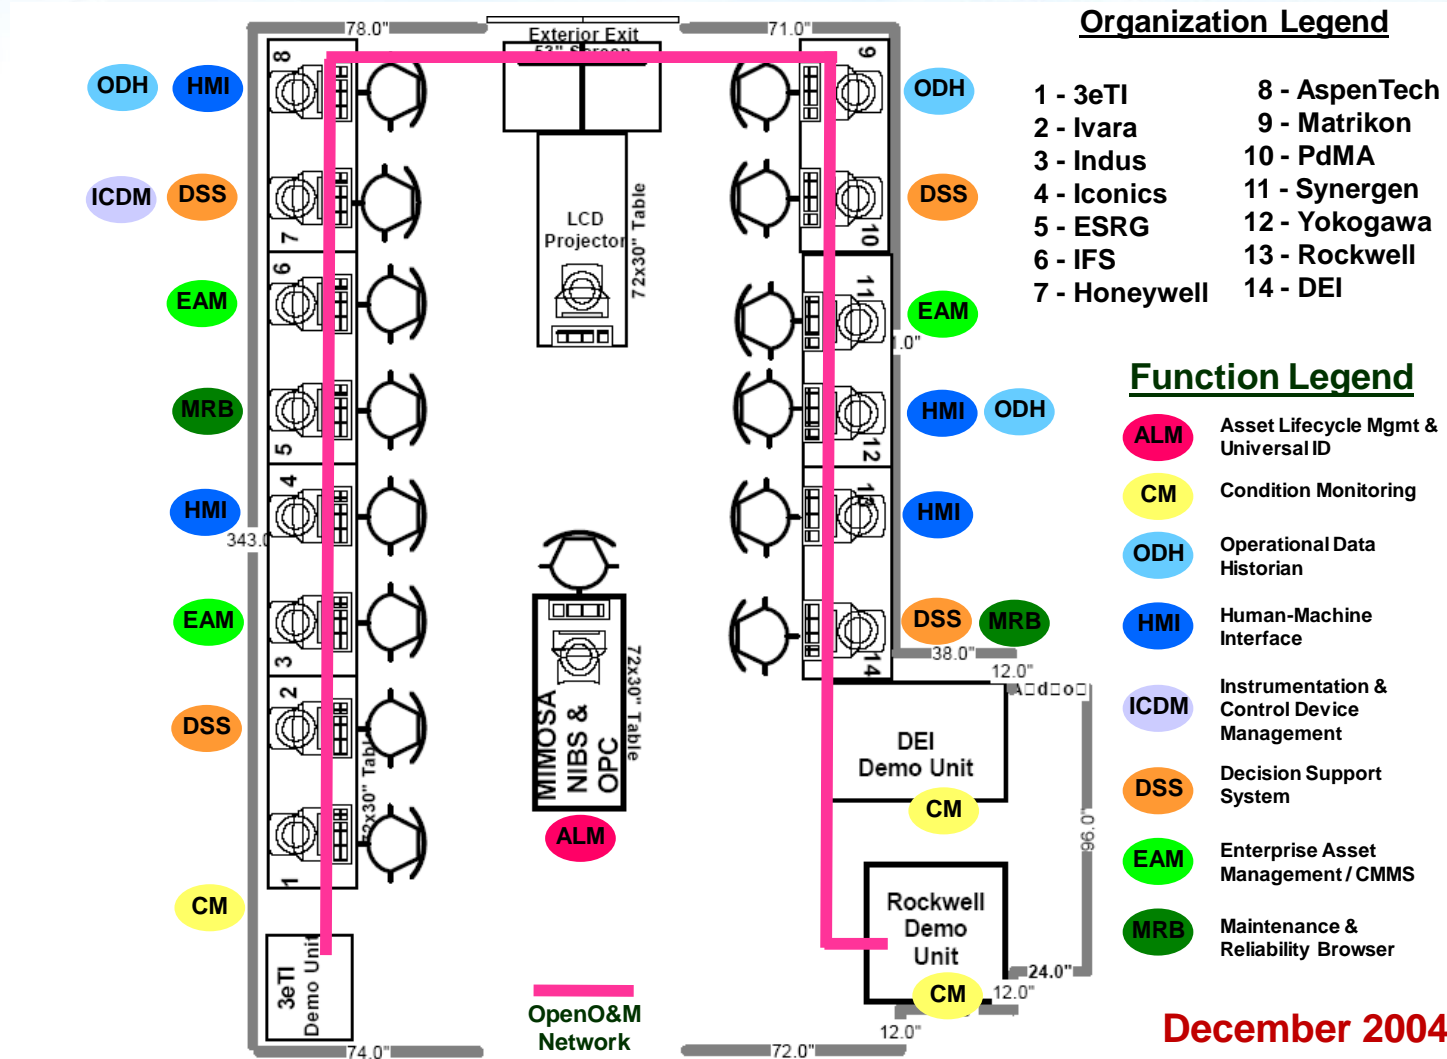 78.0"
Exterior Exit
53" Screen
71.0"
Organization Legend
1 - 3eTI
2 - Ivara
3 - Indus
4 - Iconics
5 - ESRG
6 - IFS
7 - Honeywell
8 - AspenTech
9 - Matrikon
10 - PdMA
11 - Synergen
12 - Yokogawa
13 - Rockwell
14 - DEI
ODH HMI
8
9
ODH
ICDM DSS
7
LCD
Projector
72x30" Table
10
DSS
EAM
6
11
EAM
MRB
5
12
HMI ODH
HMI
4
13
HMI
343.0
EAM
3
14
DSS MRB
38.0"
12.0"
DSS
2
72x30" Table
MIMOSA
NIBS &
OPC
72x30" Table
ALM
1
CM
3eTI
Demo Unit
DEI
Demo Unit
CM
96.0"
Rockwell
Demo
Unit
CM
24.0"
12.0"
12.0"
OpenO&M
Network
74.0"
72.0"
Function Legend
ALM Asset Lifecycle Mgmt &
Universal ID
CM Condition Monitoring
ODH Operational Data
Historian
HMI Human-Machine
Interface
ICDM Instrumentation &
Control Device
Management
DSS Decision Support
System
EAM Enterprise Asset
Management / CMMS
MRB Maintenance &
Reliability Browser
December 2004